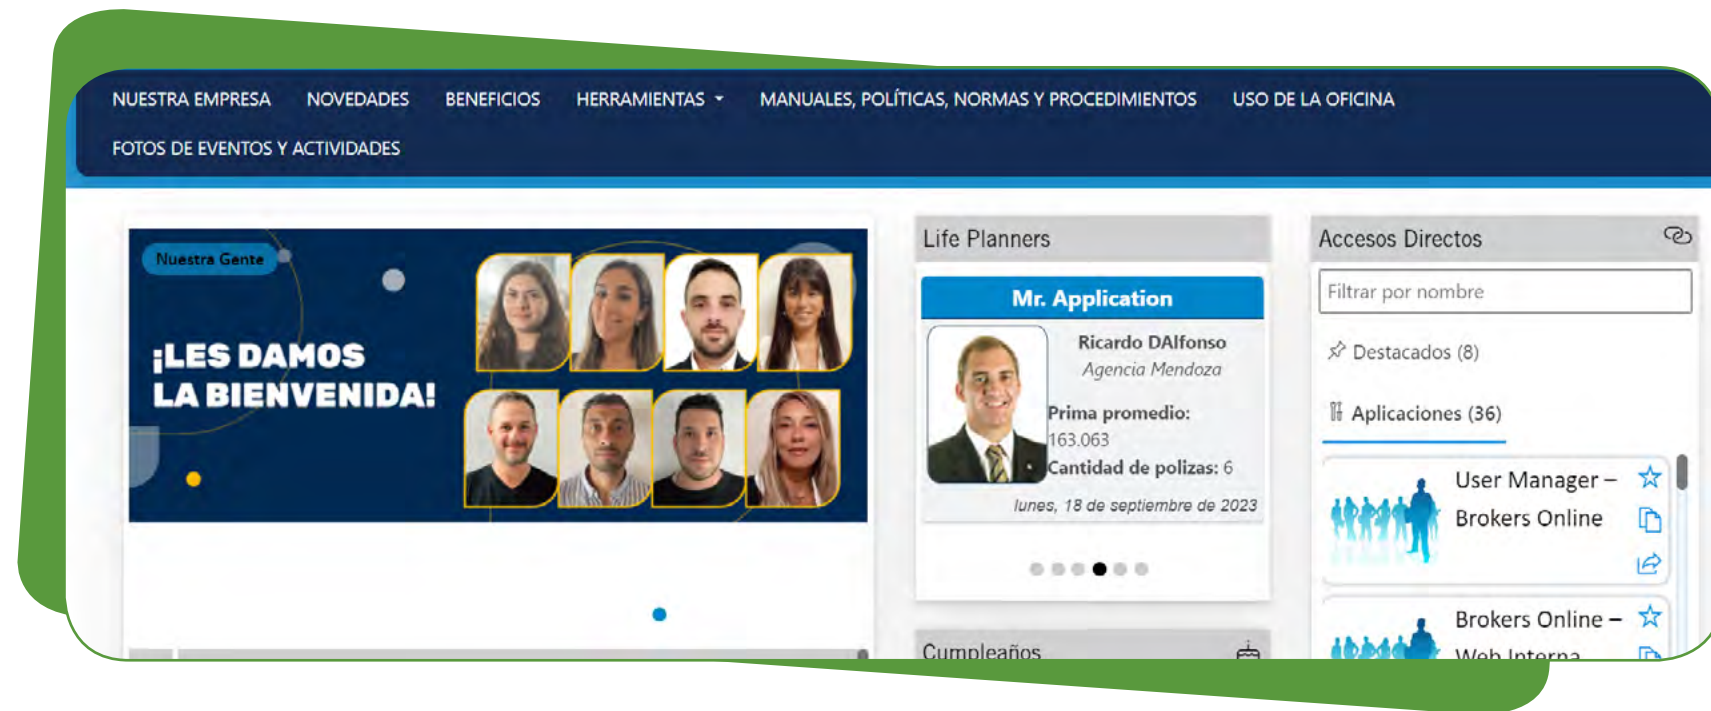 NUESTRA EMPRESA NOVEDADES BENEFICIOS HERRAMIENTAS MANUALES, POLÍTICAS, NORMAS Y PROCEDIMIENTOS USO DE LA OFICINA
FOTOS DE EVENTOS Y ACTIVIDADES
Nuestra Gente
¡LES DAMOS
LA BIENVENIDA!
Life Planners
Mr. Application
Ricardo DAlfonso
Agencia Mendoza
Prima promedio:
163.063
Cantidad de polizas: 6
lunes, 18 de septiembre de 2023
Cumpleaños
Accesos Directos
Filtrar por nombre
Destacados (8)
Aplicaciones (36)
User Manager –
Brokers Online
Brokers Online –
Web Interna